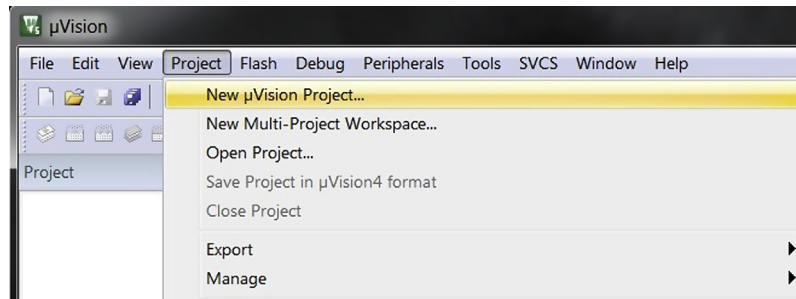 µVision
File Edit View Project Flash Debug Peripherals Tools SVCS Window Help
New µVision Project...
New Multi-Project Workspace...
Open Project...
Project
Save Project in µVision4 format
Close Project
Export
Manage